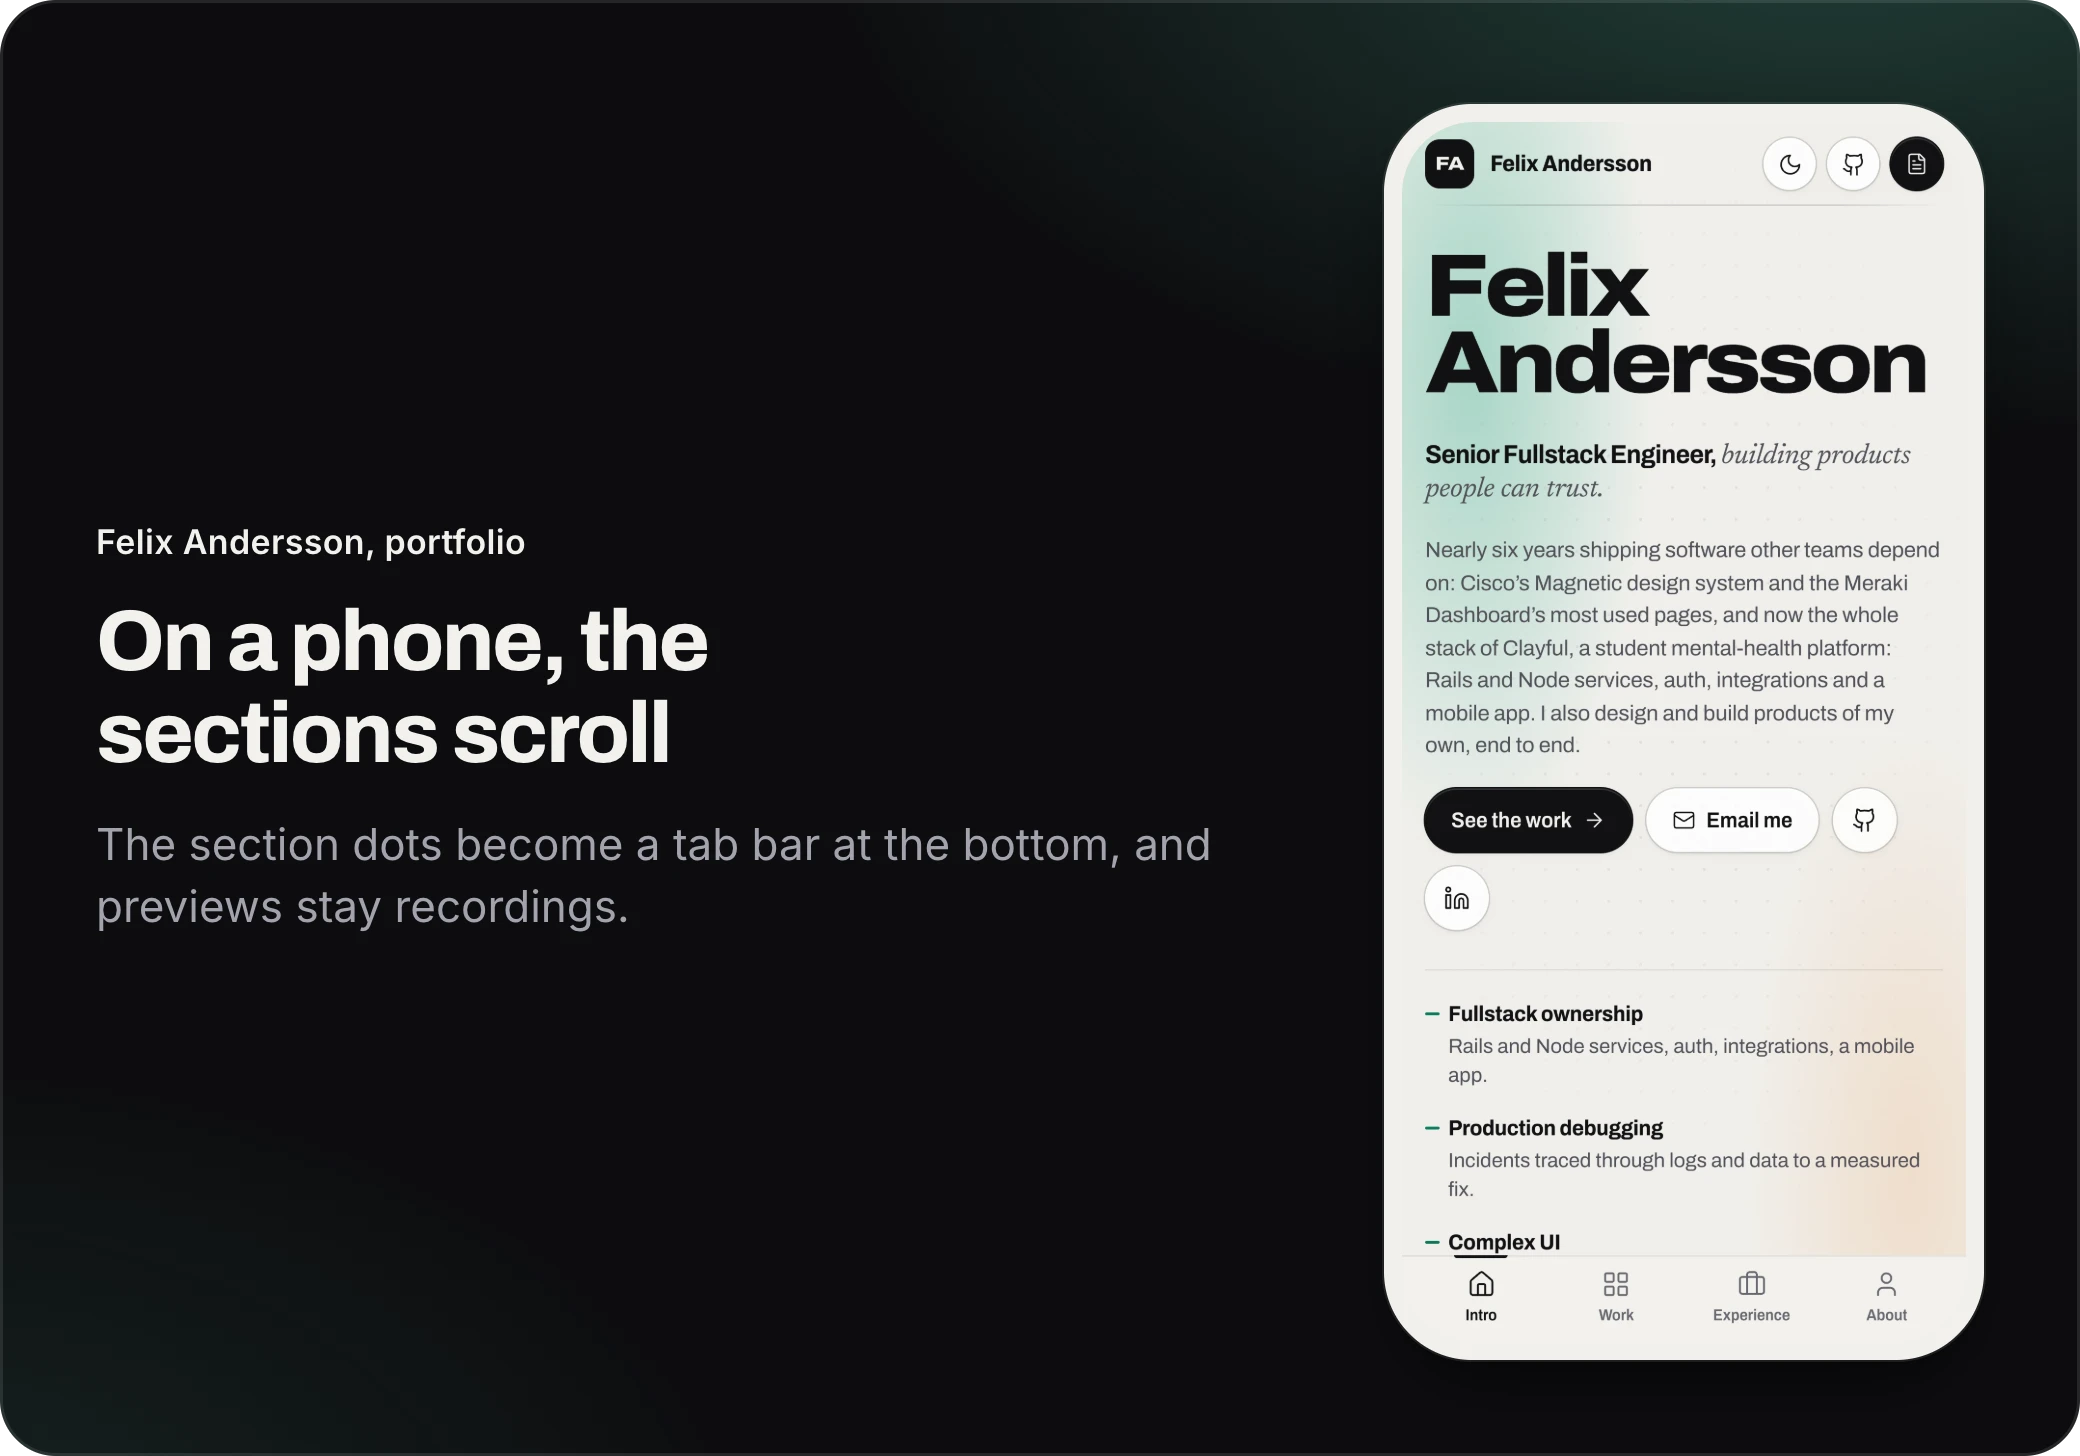 Felix Andersson, portfolio
On a phone, the
sections scroll
The section dots become a tab bar at the bottom, and
previews stay recordings.
FA
Felix Andersson
Felix
Andersson
Senior Fullstack Engineer, building products
people can trust.
Nearly six years shipping software other teams depend
on: Cisco’s Magnetic design system and the Meraki
Dashboard’s most used pages, and now the whole
stack of Clayful, a student mental-health platform:
Rails and Node services, auth, integrations and a
mobile app. I also design and build products of my
own, end to end.
See the work
Email me
Fullstack ownership
Rails and Node services, auth, integrations, a mobile
app.
Production debugging
Incidents traced through logs and data to a measured
fix.
Complex UI
Intro
Work
Experience
About